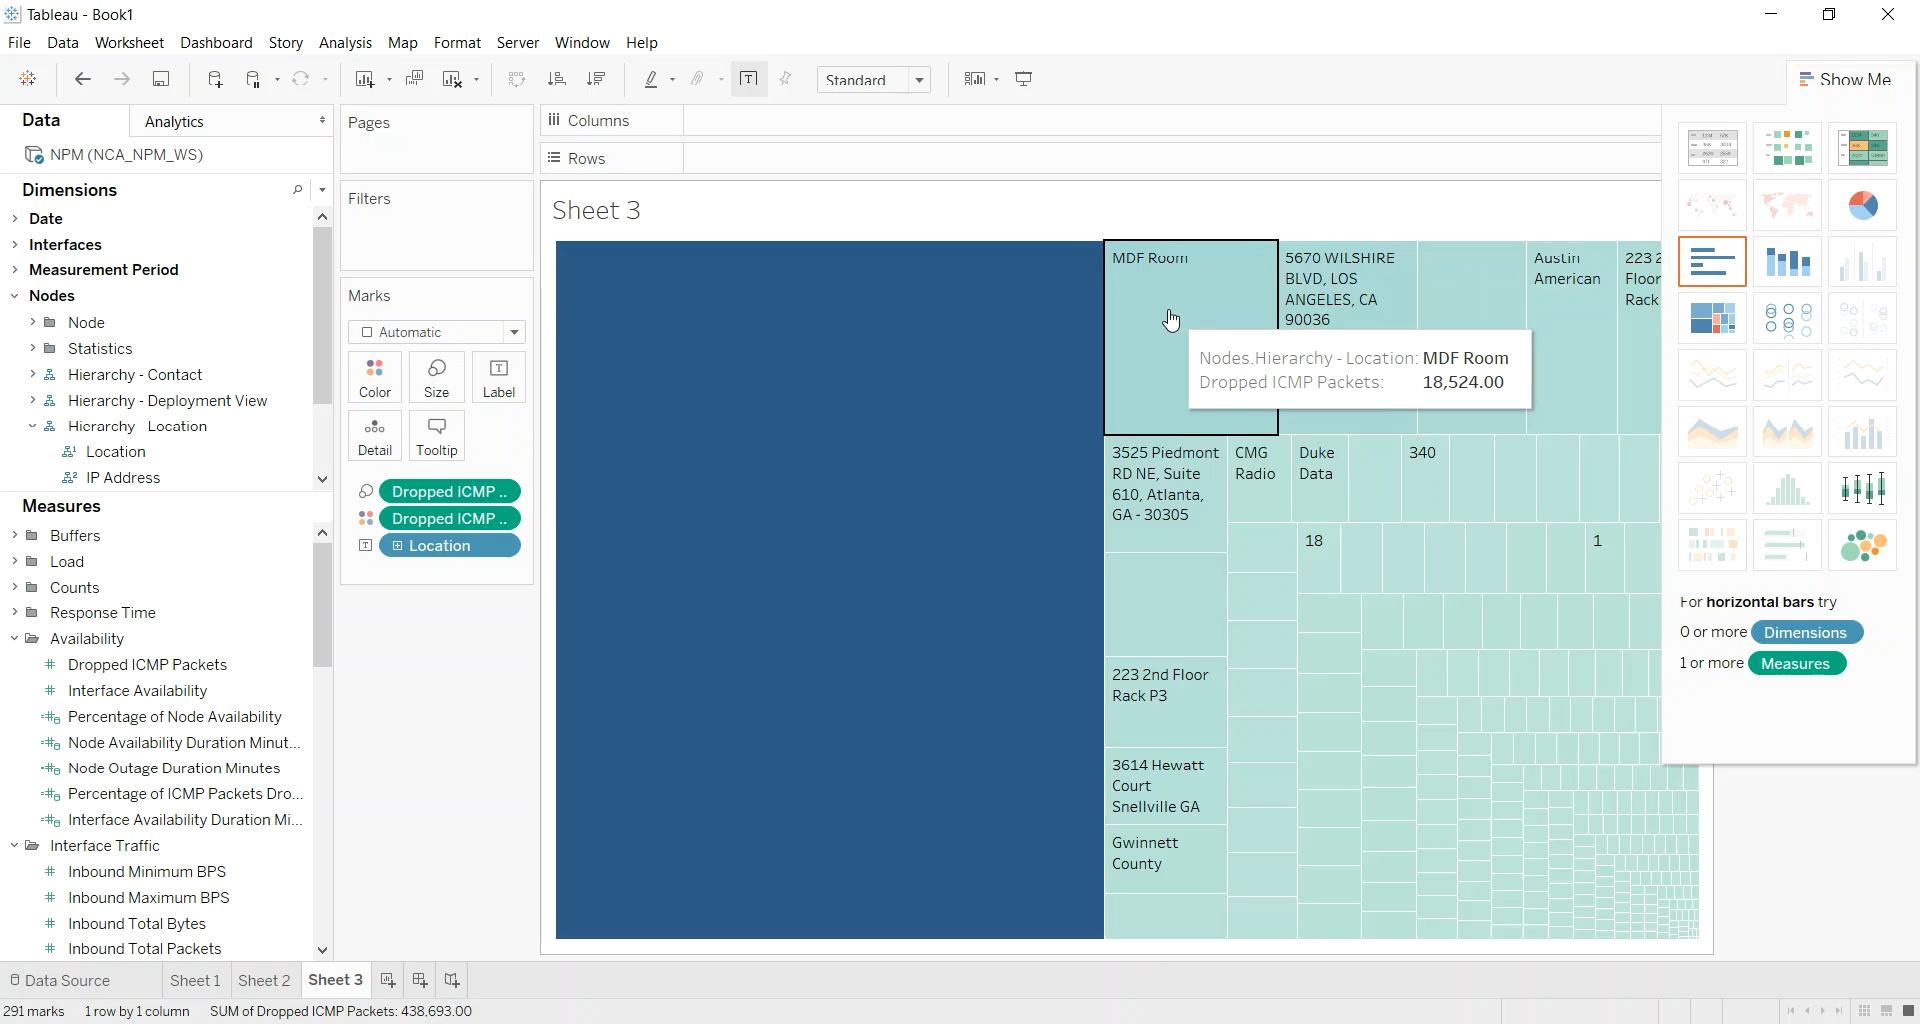 Tableau - Book1
File Data Worksheet Dashboard Story Analysis Map Format Server Window Help
Standard
Show Me
Data
Analytics
NPM (NCA_NPM_WS)
Dimensions
Date
Interfaces
Measurement Period
Nodes
Node
Statistics
Hierarchy - Contact
Hierarchy - Deployment View
Hierarchy Location
Location
IP Address
Measures
Buffers
Load
Counts
Response Time
Availability
Dropped ICMP Packets
Interface Availability
Percentage of Node Availability
Node Availability Duration Minut...
Node Outage Duration Minutes
Percentage of ICMP Packets Dro...
Interface Availability Duration Mi...
Interface Traffic
Inbound Minimum BPS
Inbound Maximum BPS
Inbound Total Bytes
Inbound Total Packets
Pages
Filters
Marks
Automatic
Color
Size
Label
Detail
Tooltip
Dropped ICMP ..
Dropped ICMP ..
Location
Columns
Rows
Sheet 3
MDF Room
5670 WILSHIRE
BLVD, LOS
ANGELES, CA
90036
Austin
American
223 2
Floor
Rack
Nodes.Hierarchy - Location: MDF Room
Dropped ICMP Packets: 18,524.00
3525 Piedmont
RD NE, Suite
610, Atlanta,
GA - 30305
CMG
Radio
Duke
Data
340
18
1
223 2nd Floor
Rack P3
3614 Hewatt
Court
Snellville GA
Gwinnett
County
For horizontal bars try
0 or more Dimensions
1 or more Measures
Data Source
Sheet 1
Sheet 2
Sheet 3
291 marks
1 row by 1 column
SUM of Dropped ICMP Packets: 438,693.00